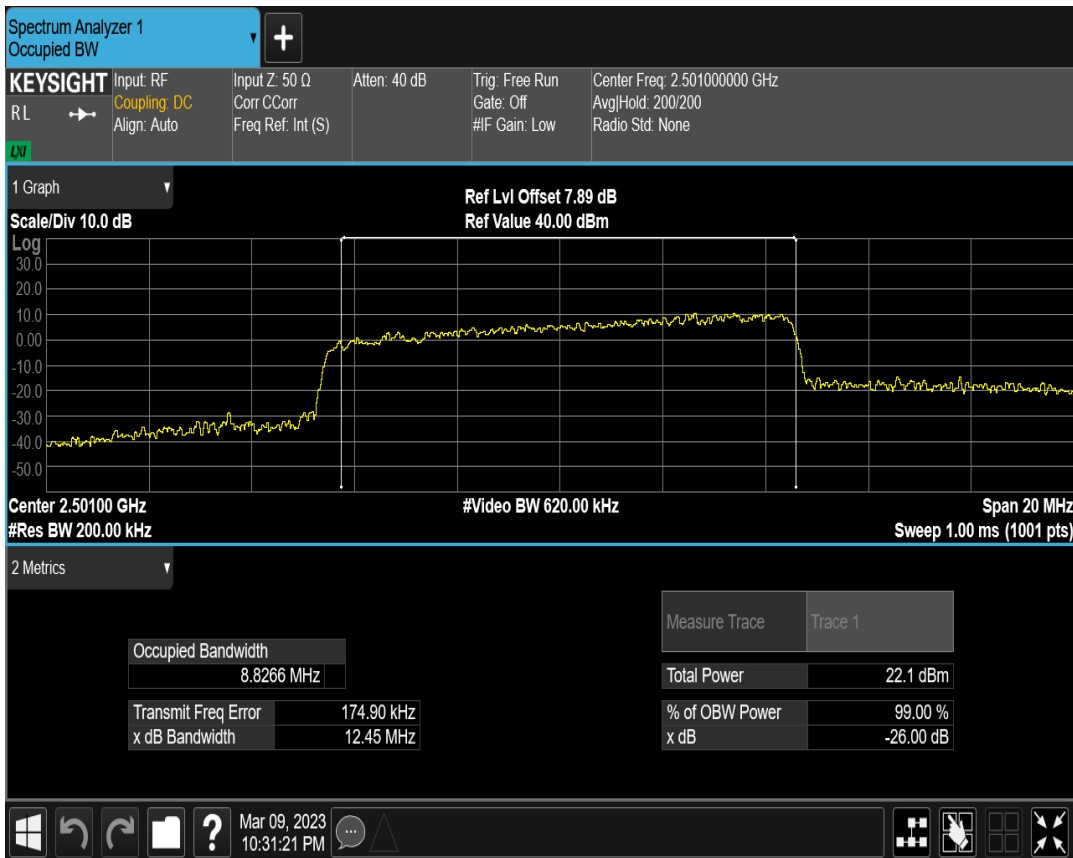 Spectrum Analyzer 1
Occupied BW
KEYSIGHT
RL
LXI
Input: RF
Coupling: DC
Align: Auto
Input Z: 50 Ω
Corr CCorr
Freq Ref: Int (S)
Atten: 40 dB
Trig: Free Run
Gate: Off
#IF Gain: Low
Center Freq: 2.501000000 GHz
Avg|Hold: 200/200
Radio Std: None
1 Graph
Scale/Div 10.0 dB
Ref Lvl Offset 7.89 dB
Ref Value 40.00 dBm
Log
30.0
20.0
10.0
0.00
-10.0
-20.0
-30.0
-40.0
-50.0
Center 2.50100 GHz
#Video BW 620.00 kHz
Span 20 MHz
#Res BW 200.00 kHz
Sweep 1.00 ms (1001 pts)
2 Metrics
Measure Trace Trace 1
Occupied Bandwidth
8.8266 MHz
Total Power 22.1 dBm
Transmit Freq Error 174.90 kHz
% of OBW Power 99.00 %
x dB Bandwidth 12.45 MHz
x dB -26.00 dB
?
Mar 09, 2023
10:31:21 PM